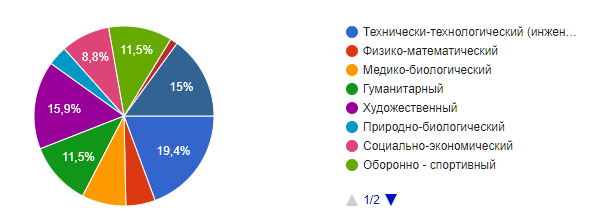 11,5%
8,8%
15%
15,9%
19,4%
11,5%
Технически-технологический (инжен…
Физико-математический
Медико-биологический
Гуманитарный
Художественный
Природно-биологический
Социально-экономический
Оборонно - спортивный
1/2